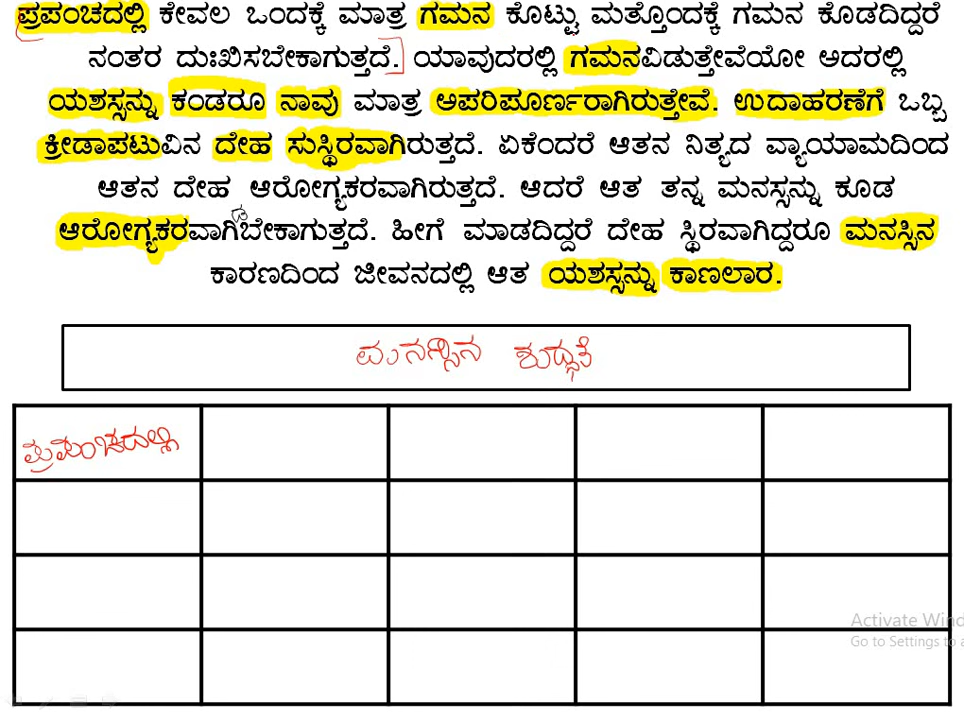 ಪ್ರಪಂಚದಲ್ಲಿ ಕೇವಲ ಒಂದಕ್ಕೆ ಮಾತ್ರ ಗಮನ ಕೊಟ್ಟು ಮತ್ತೊಂದಕ್ಕೆ ಗಮನ ಕೊಡದಿದ್ದರೆ
ನಂತರ ದುಃಖಿಸಬೇಕಾಗುತ್ತದೆ. ಯಾವುದರಲ್ಲಿ ಗಮನವಿಡುತ್ತೇವೆಯೋ ಅದರಲ್ಲಿ
ಯಶಸ್ಸನ್ನು ಕಂಡರೂ ನಾವು ಮಾತ್ರ ಅಪರಿಪೂರ್ಣರಾಗಿರುತ್ತೇವೆ. ಉದಾಹರಣೆಗೆ ಒಬ್ಬ
ಕ್ರೀಡಾಪಟುವಿನ ದೇಹ ಸುಸ್ಥಿರವಾಗಿರುತ್ತದೆ. ಏಕೆಂದರೆ ಆತನ ನಿತ್ಯದ ವ್ಯಾಯಾಮದಿಂದ
ಆತನ ದೇಹ ಆರೋಗ್ಯಕರವಾಗಿರುತ್ತದೆ. ಆದರೆ ಆತ ತನ್ನ ಮನಸ್ಸನ್ನು ಕೂಡ
ಆರೋಗ್ಯಕರವಾಗಿಬೇಕಾಗುತ್ತದೆ. ಹೀಗೆ ಮಾಡದಿದ್ದರೆ ದೇಹ ಸ್ಥಿರವಾಗಿದ್ದರೂ ಮನಸ್ಸಿನ
ಕಾರಣದಿಂದ ಜೀವನದಲ್ಲಿ ಆತ ಯಶಸ್ಸನ್ನು ಕಾಣಲಾರ.
ಮನಸ್ಸಿನ ಶುದ್ಧತೆ
ಪ್ರಪಂಚದಲ್ಲಿ
Activate Wind
Go to Settings to a